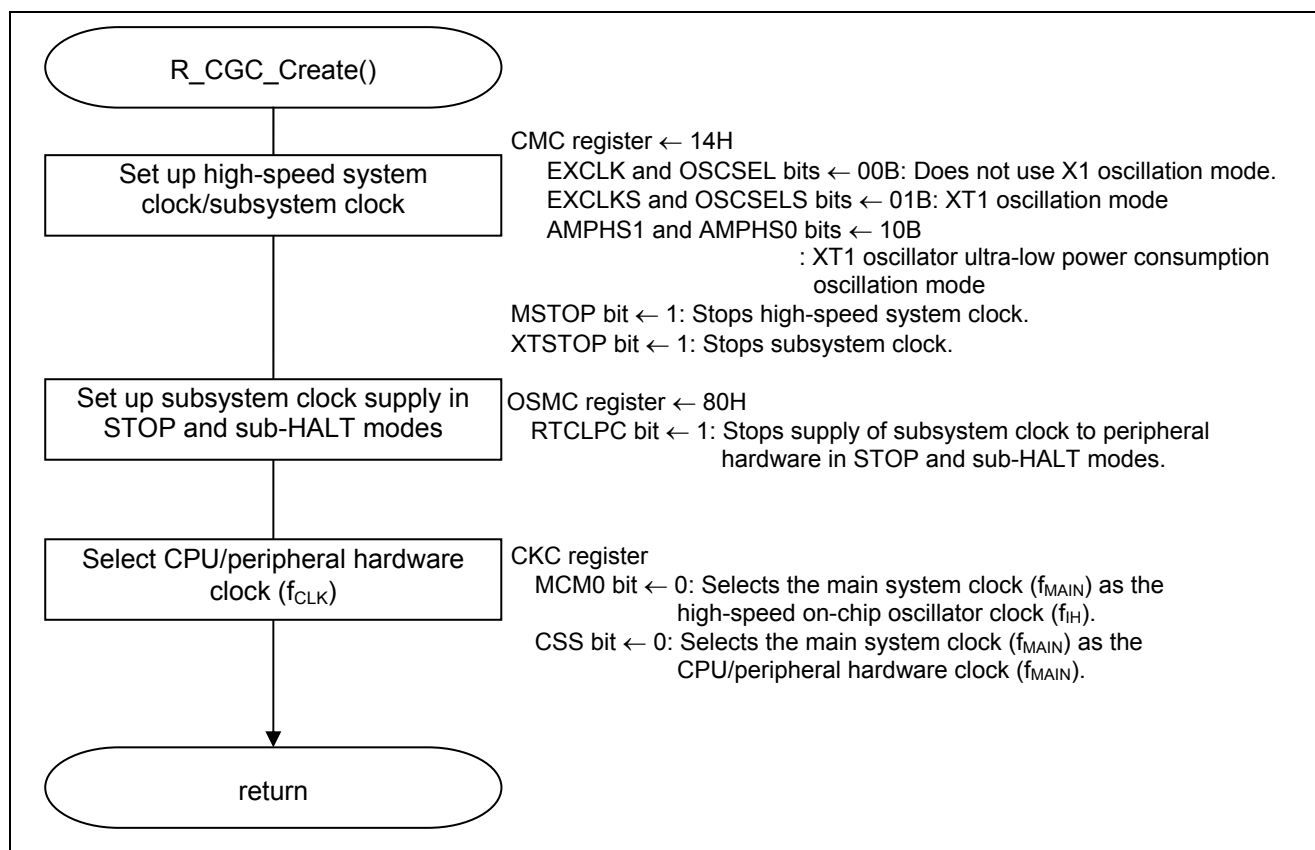 R_CGC_Create()
Set up high-speed system
clock/subsystem clock
CMC register ← 14H
EXCLK and OSCSEL bits ← 00B: Does not use X1 oscillation mode.
EXCLKS and OSCSELS bits ← 01B: XT1 oscillation mode
AMPHS1 and AMPHS0 bits ← 10B
: XT1 oscillator ultra-low power consumption
oscillation mode
MSTOP bit ← 1: Stops high-speed system clock.
XTSTOP bit ← 1: Stops subsystem clock.
Set up subsystem clock supply in
STOP and sub-HALT modes
OSMC register ← 80H
RTCLPC bit ← 1: Stops supply of subsystem clock to peripheral
hardware in STOP and sub-HALT modes.
Select CPU/peripheral hardware
clock (fCLK)
CKC register
MCM0 bit ← 0: Selects the main system clock (fMAIN) as the
high-speed on-chip oscillator clock (fIH).
CSS bit ← 0: Selects the main system clock (fMAIN) as the
CPU/peripheral hardware clock (fMAIN).
return